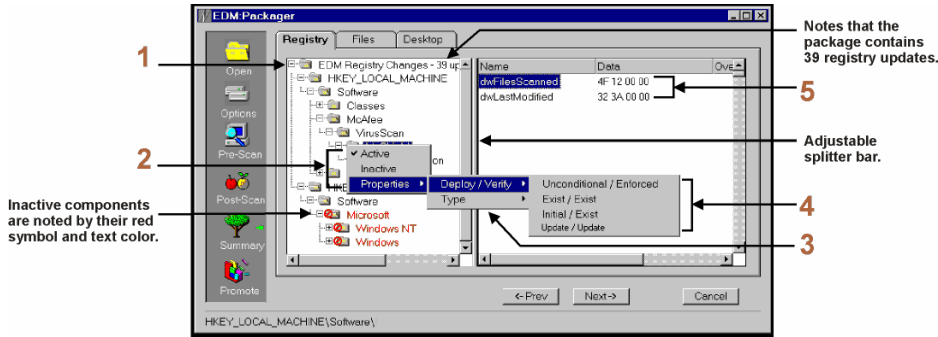 EDM:Packager
Registry
Files
Desktop
Notes that the
package contains
39 registry updates.
1
Open
Options
Pre-Scan
Post-Scan
Summary
Promote
EDM Registry Changes - 39 up
HKEY_LOCAL_MACHINE
Software
Classes
McAfee
VirusScan
on
Software
Microsoft
Windows NT
Windows
Name
Data
Ove
dwFilesScanned
4F 12 00 00
dwLastModified
32 3A 00 00
5
Adjustable
splitter bar.
2
Active
Inactive
Properties
Deploy / Verify
Type
Unconditional / Enforced
Exist / Exist
Initial / Exist
Update / Update
4
3
Inactive components
are noted by their red
symbol and text color.
<-Prev
Next->
Cancel
HKEY_LOCAL_MACHINE\Software\